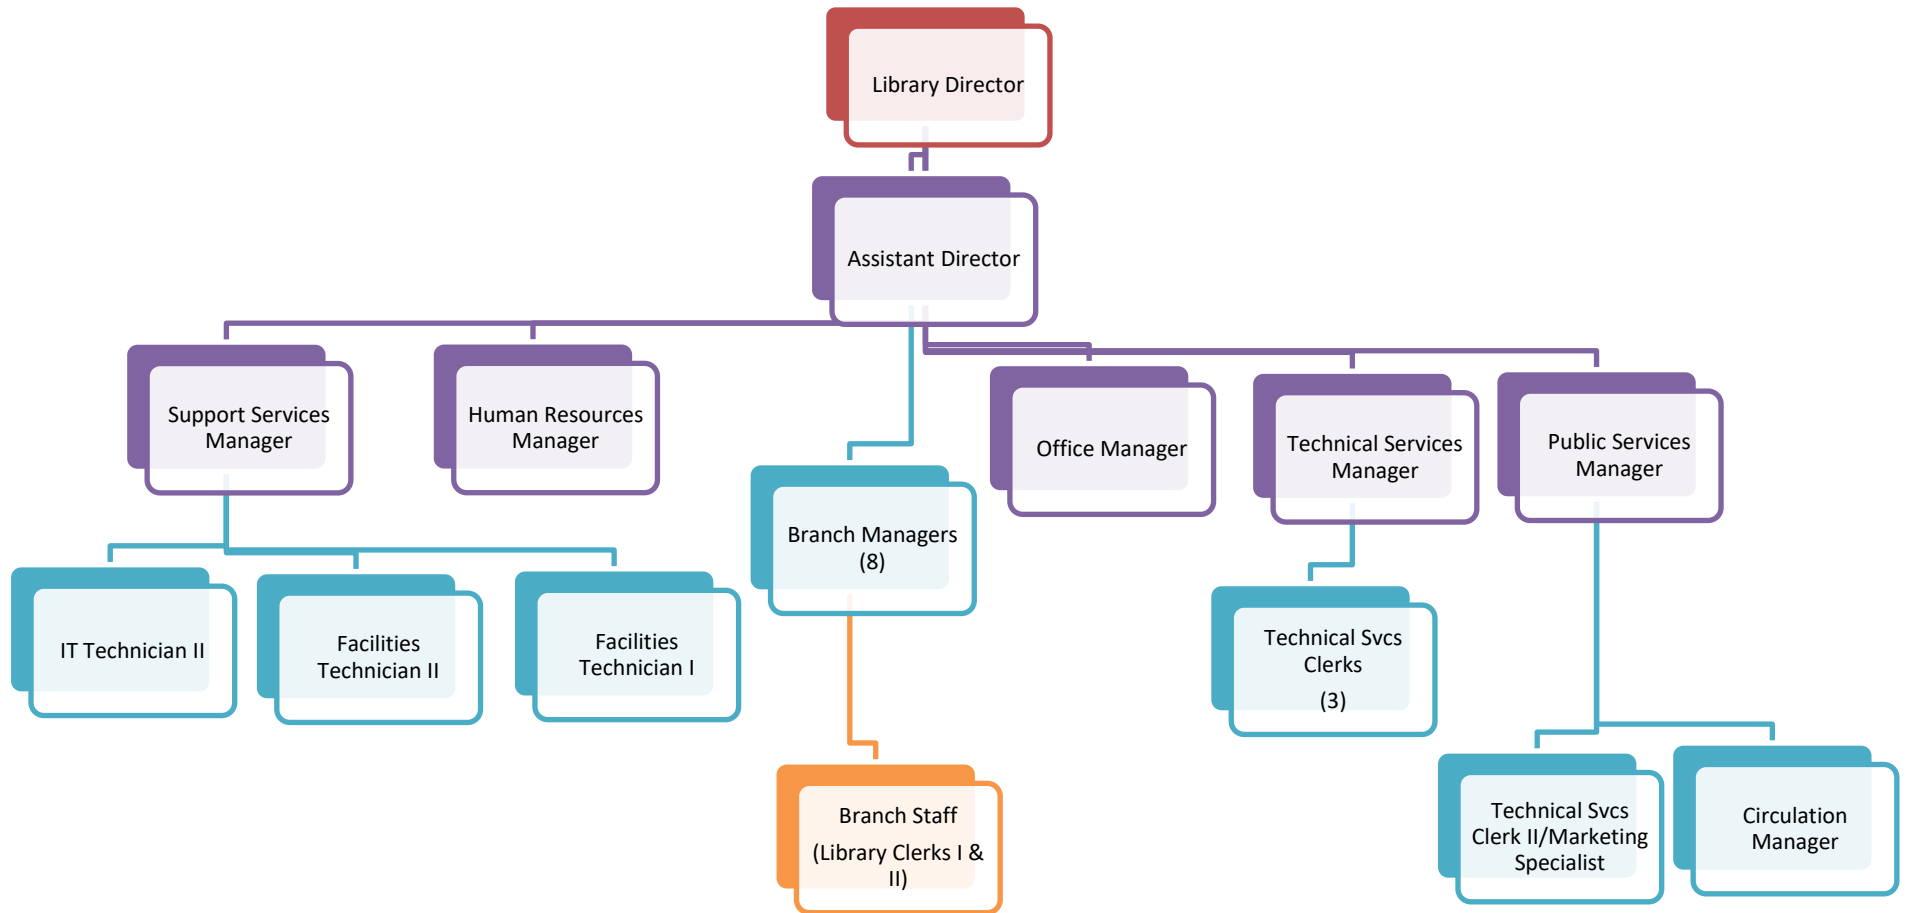 Library Director
Assistant Director
Support Services
Manager
Human Resources
Manager
Office Manager
Technical Services
Manager
Public Services
Manager
Branch Managers
(8)
IT Technician II
Facilities
Technician II
Facilities
Technician I
Technical Svcs
Clerks
(3)
Branch Staff
(Library Clerks I &
II)
Technical Svcs
Clerk II/Marketing
Specialist
Circulation
Manager